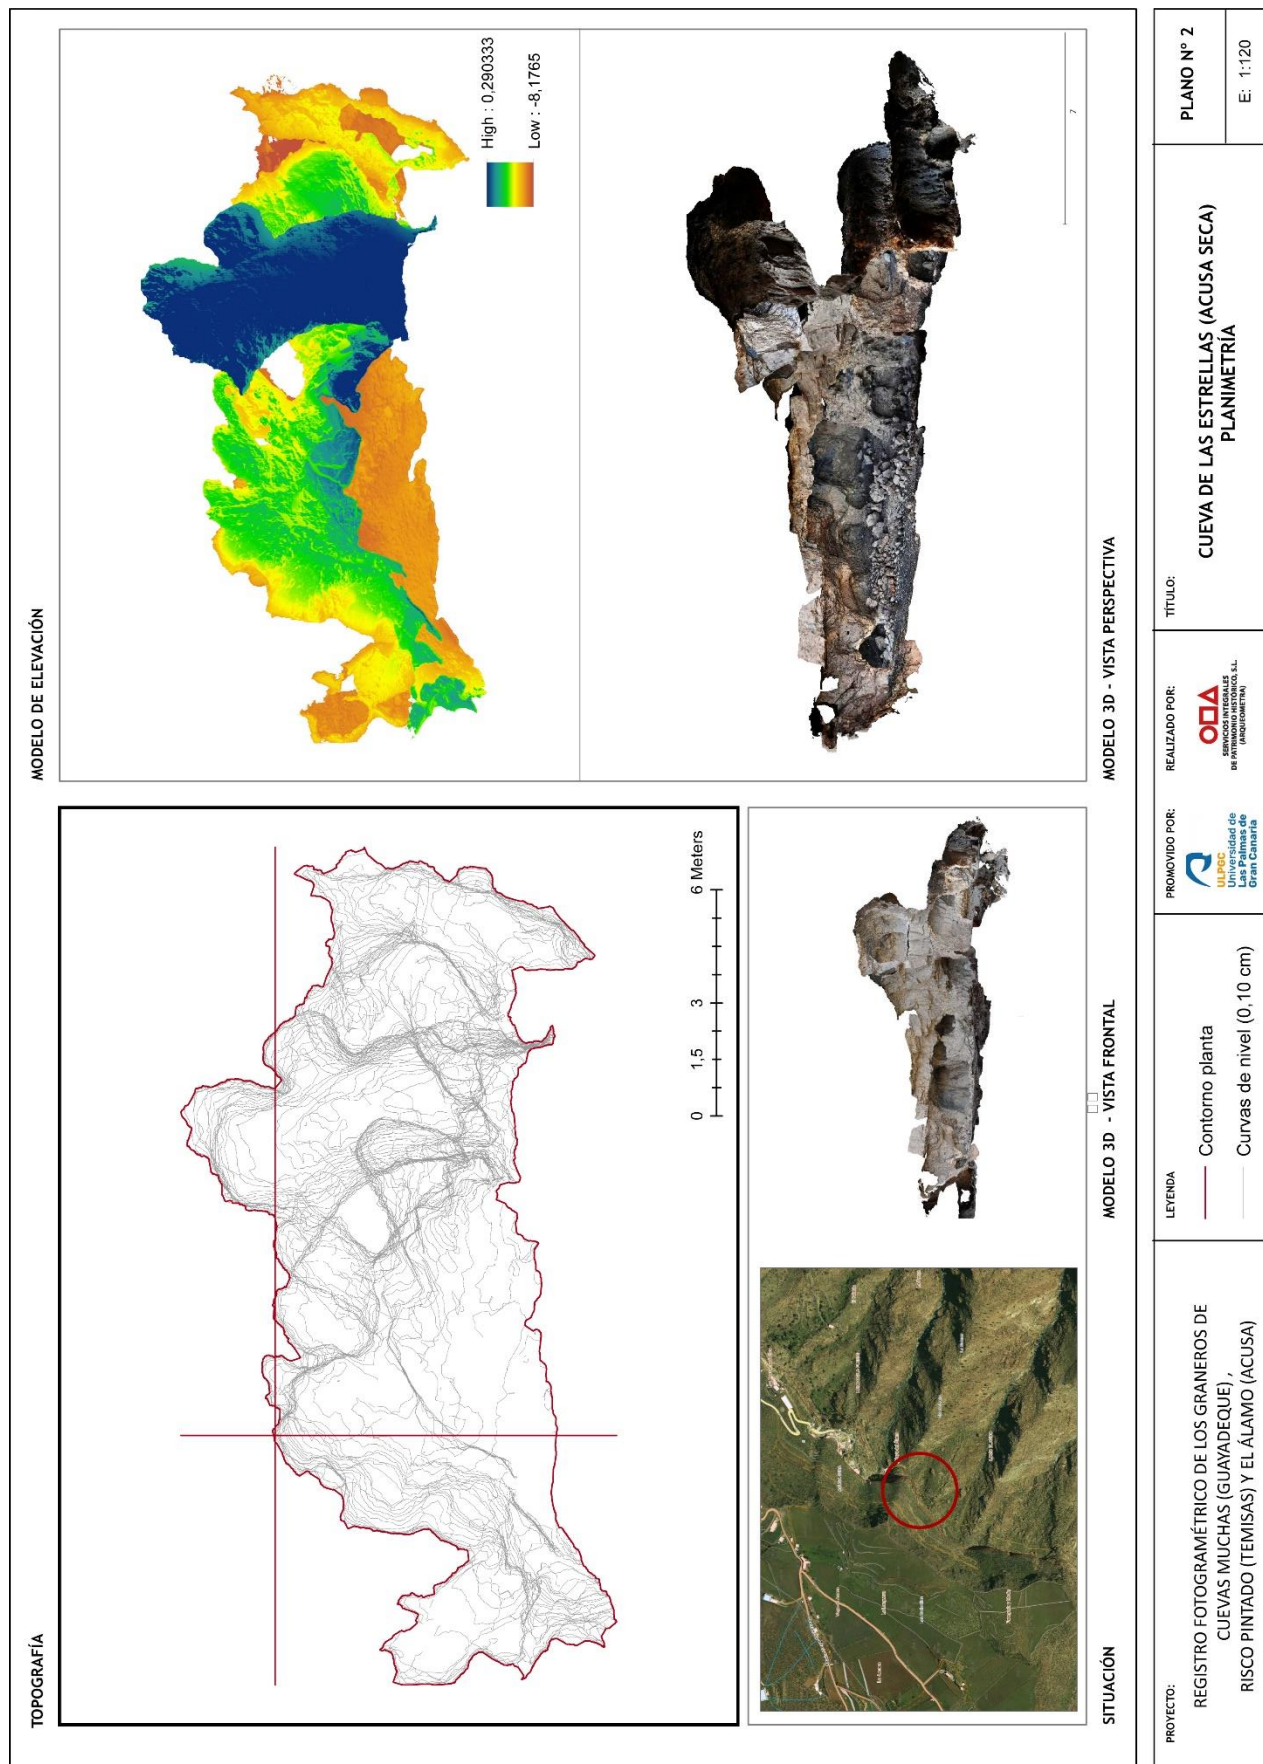 TOPOGRAFÍA
0
1,5
3
6 Meters
MODELO DE ELEVACIÓN
High : 0,290333
Low : -8,1765
SITUACIÓN
MODELO 3D - VISTA FRONTAL
MODELO 3D - VISTA PERSPECTIVA
7
PROYECTO:
REGISTRO FOTOGRAMÉTRICO DE LOS GRANEROS DE
CUEVAS MUCHAS (GUAYADEQUE) ,
RISCO PINTADO (TEMISAS) Y EL ÁLAMO (ACUSA)
LEYENDA
Contorno planta
Curvas de nivel (0,10 cm)
PROMOVIDO POR:
ULPGC
Universidad de
Las Palmas de
Gran Canaria
REALIZADO POR:
SERVICIOS INTEGRALES
DE PATRIMONIO HISTÓRICO, S.L.
(ARQUEOMETRA)
TÍTULO:
CUEVA DE LAS ESTRELLAS (ACUSA SECA)
PLANIMETRÍA
PLANO Nº 2
E: 1:120